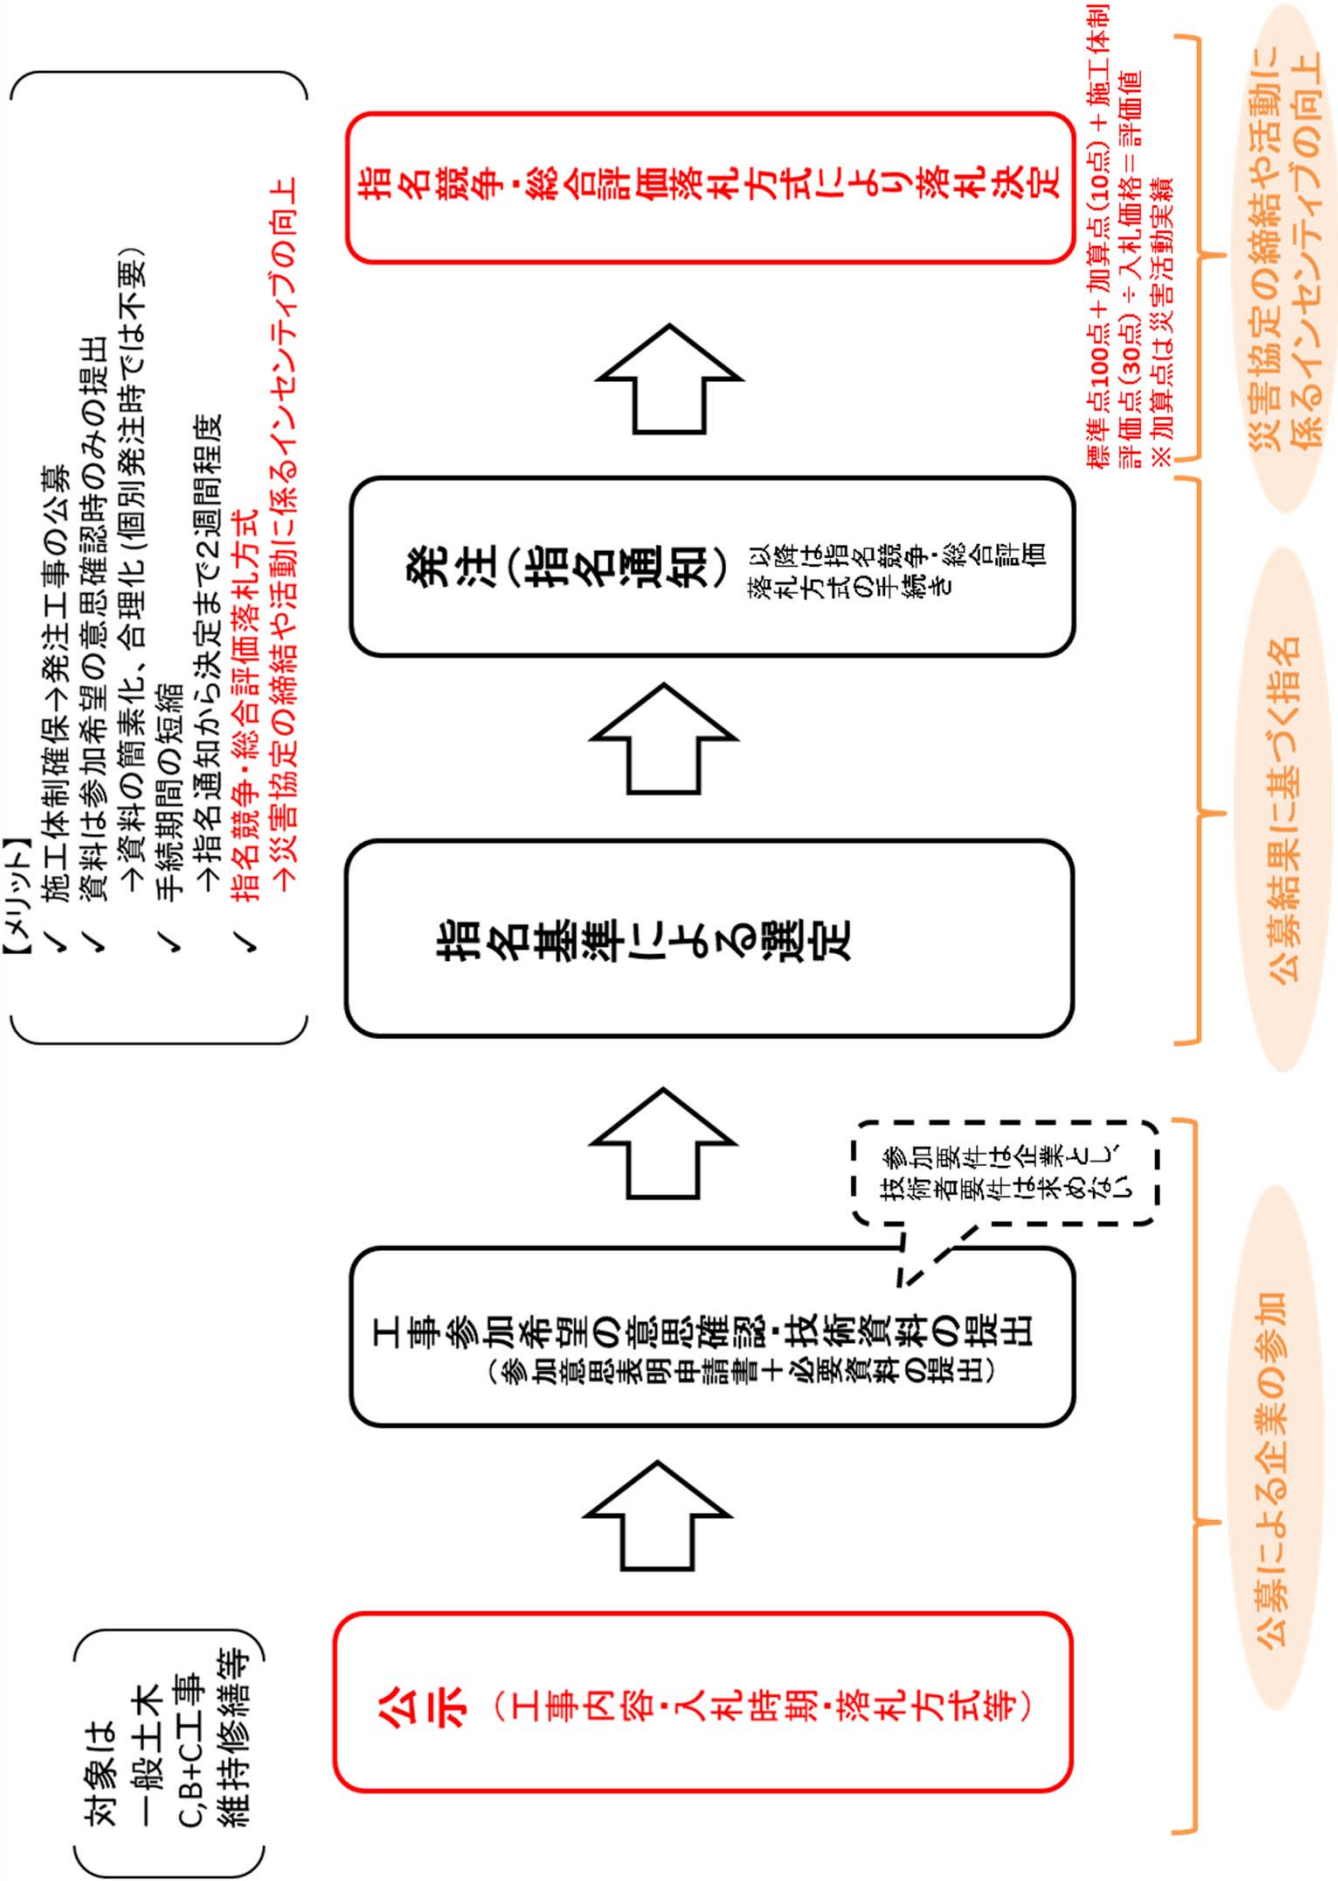 対象は
一般土木
C,B+C工事
維持修繕等
【メリット】
✓ 施工体制確保→発注工事の公募
✓ 資料は参加希望の意思確認時のみの提出
→資料の簡素化、合理化(個別発注時では不要)
✓ 手続期間の短縮
→指名通知から決定まで2週間程度
✓ 指名競争・総合評価落札方式
→災害協定の締結や活動に係るインセンティブの向上
公示
(工事内容・入札時期・落札方式等)
工事参加希望の意思確認・技術資料の提出
(参加意思表明申請書+必要資料の提出)
参加要件は企業とし、
技術者要件は求めない
指名基準による選定
発注(指名通知)
以降は指名競争・総合評価
落札方式の手続き
指名競争・総合評価落札方式により落札決定
標準点100点+加算点(10点)+施工体制
評価点(30点)÷入札価格=評価値
※加算点は災害活動実績
公募による企業の参加
公募結果に基づく指名
災害協定の締結や活動に
係るインセンティブの向上